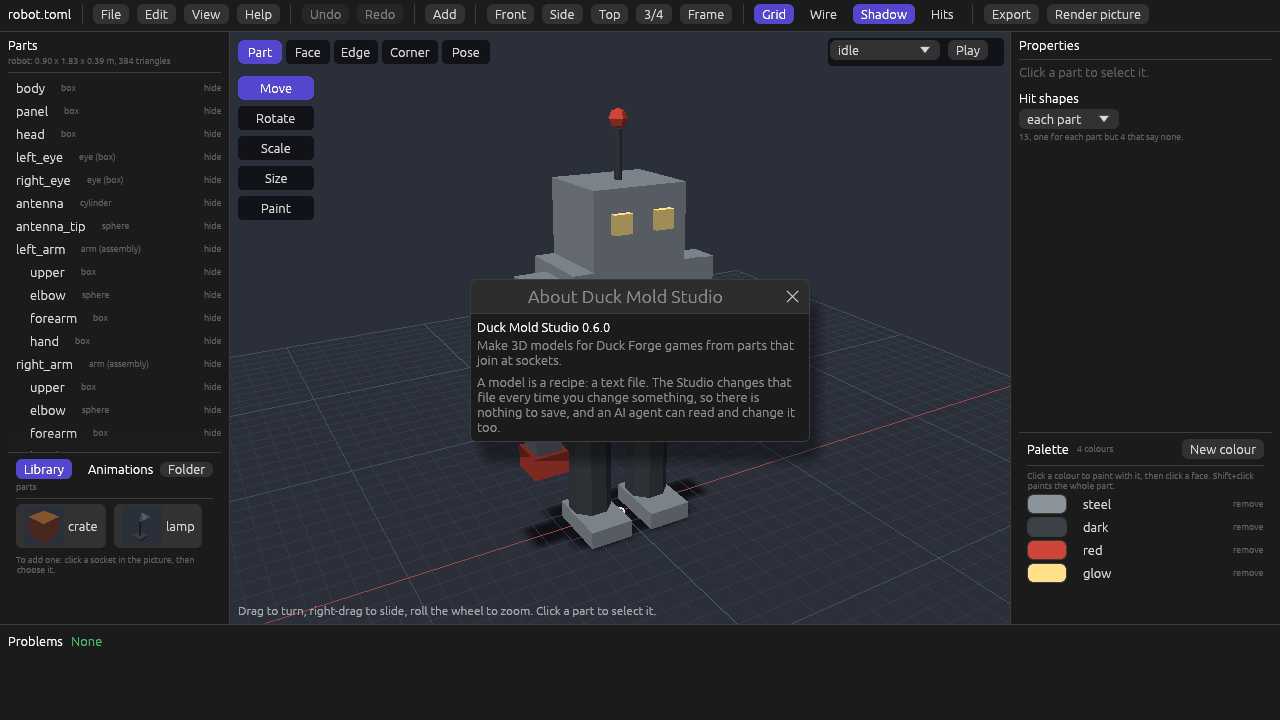 robot.toml File Edit View Help Undo Redo Add Front Side Top 3/4 Frame Grid Wire Shadow Hits Export Render picture
Parts
robot: 0.90 x 1.83 x 0.39 m, 384 triangles
body box hide
panel box hide
head box hide
left_eye eye (box) hide
right_eye eye (box) hide
antenna cylinder hide
antenna_tip sphere hide
left_arm arm (assembly) hide
upper box hide
elbow sphere hide
forearm box hide
hand box hide
right_arm arm (assembly) hide
upper box hide
elbow sphere hide
forearm box hide
Library Animations Folder
parts
crate lamp
To add one: click a socket in the picture, then
choose it.
Part Face Edge Corner Pose
Move
Rotate
Scale
Size
Paint
idle Play
About Duck Mold Studio
Duck Mold Studio 0.6.0
Make 3D models for Duck Forge games from parts that
join at sockets.
A model is a recipe: a text file. The Studio changes that
file every time you change something, so there is
nothing to save, and an AI agent can read and change it
too.
Drag to turn, right-drag to slide, roll the wheel to zoom. Click a part to select it.
Properties
Click a part to select it.
Hit shapes
each part
15, one for each part but 4 that say none.
Palette 4 colours New colour
Click a colour to paint with it, then click a face. Shift+click
paints the whole part.
steel remove
dark remove
red remove
glow remove
Problems None